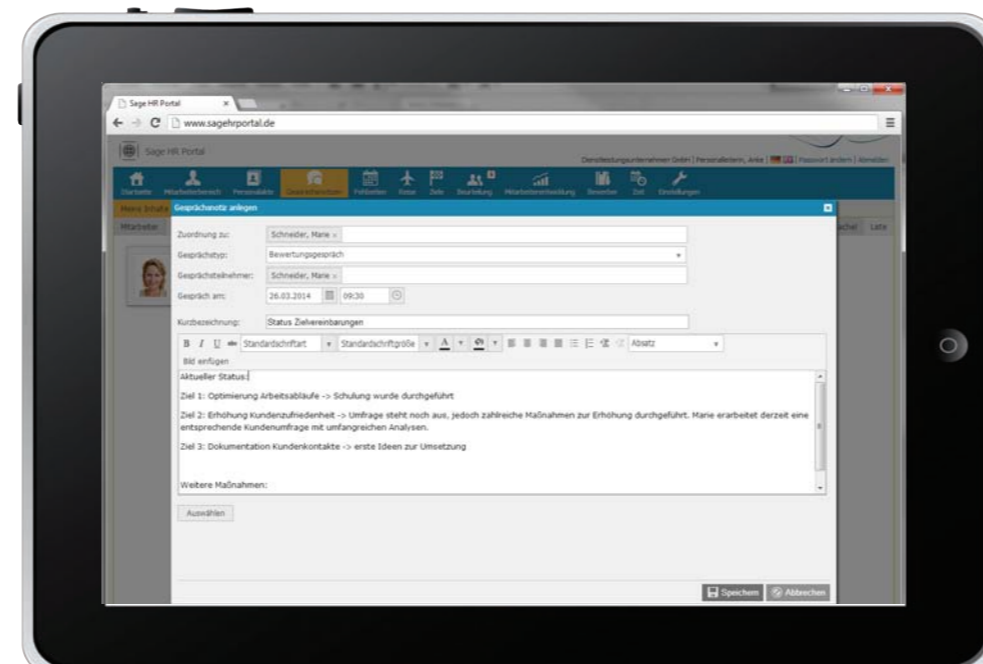 Sage HR Portal
www.sagehrportal.de
Sage HR Portal
Dienstleistungsunternehmen GmbH | Personalleiterin, Anke | Passwort ändern | Abmelden
Startseite Mitarbeiterbereich Personalakte Gesprächsnotizen Fehlzeiten Reise Ziele Beurteilung Mitarbeiterentwicklung Bewerber Zeit Einstellungen
Meine Inhalte
Gesprächsnotiz anlegen
Mitarbeiter
Zuordnung zu: Schneider, Marie
Gesprächstyp: Bewertungsgespräch
Gesprächsteilnehmer: Schneider, Marie
Gespräch am: 26.03.2014 09:30
Kurzbezeichnung: Status Zielvereinbarungen
B I U abc Standardschriftart Standardschriftgröße A Absatz
Bild einfügen
Aktueller Status:
Ziel 1: Optimierung Arbeitsabläufe -> Schulung wurde durchgeführt
Ziel 2: Erhöhung Kundenzufriedenheit -> Umfrage steht noch aus, jedoch zahlreiche Maßnahmen zur Erhöhung durchgeführt. Marie erarbeitet derzeit eine
entsprechende Kundenumfrage mit umfangreichen Analysen.
Ziel 3: Dokumentation Kundenkontakte -> erste Ideen zur Umsetzung
Weitere Maßnahmen:
Auswählen
Speichern Abbrechen